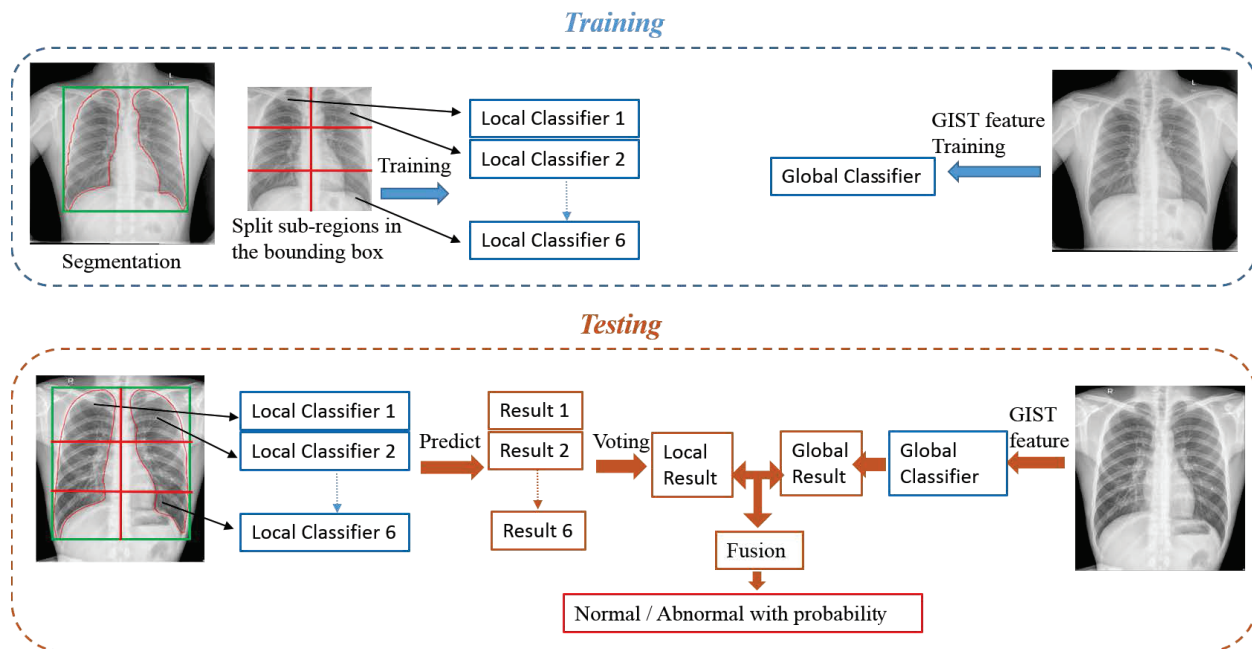 Training
L
Segmentation
Split sub-regions in
the bounding box
Training
Local Classifier 1
Local Classifier 2
Local Classifier 6
Global Classifier
GIST feature
Training
L
Testing
R
Local Classifier 1
Local Classifier 2
Local Classifier 6
Predict
Result 1
Result 2
Result 6
Voting
Local
Result
Global
Result
Global
Classifier
GIST
feature
R
Fusion
Normal / Abnormal with probability